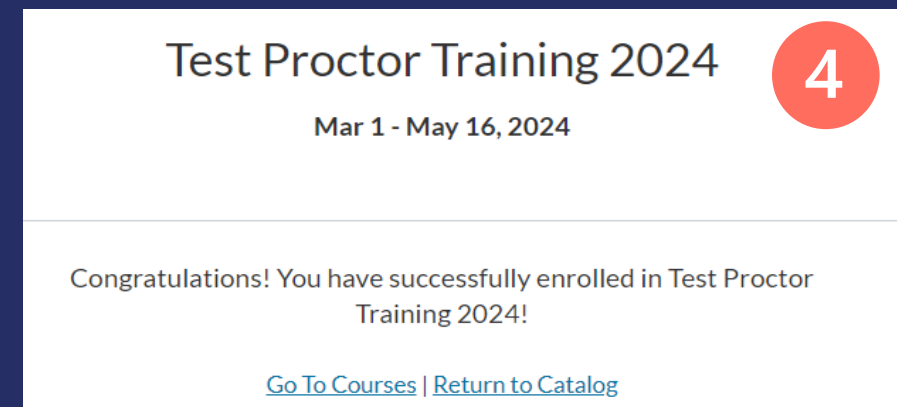 Test Proctor Training 2024
4
Mar 1 - May 16, 2024
Congratulations! You have successfully enrolled in Test Proctor
Training 2024!
Go To Courses | Return to Catalog